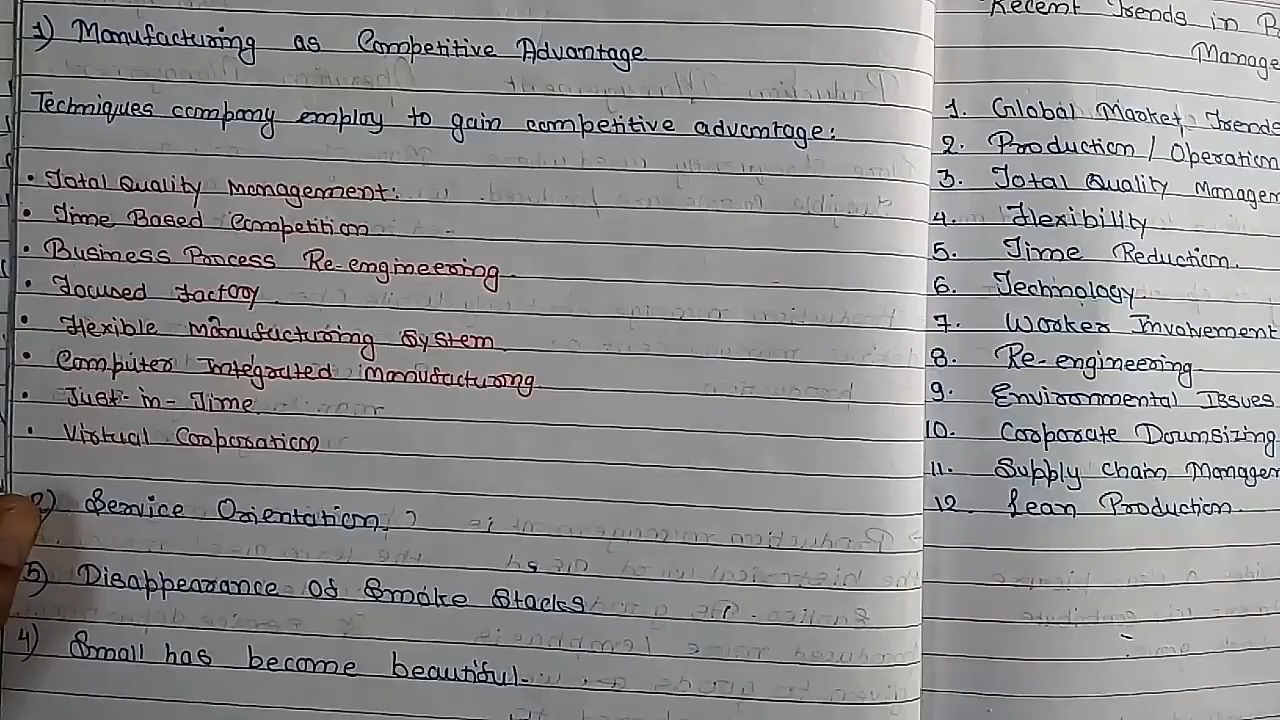 1) Manufacturing as Competitive Advantage
Techniques company employ to gain competitive advantage:
• Total Quality Management:
• Time Based Competition
• Business Process Re-engineering
• Focused Factory
• Flexible Manufacturing System
• Computer Integrated Manufacturing
• Just-in-Time
• Virtual Corporation
2) Service Orientation
3) Disappearance of Smoke Stacks
4) Small has become beautiful.
Recent Trends in P
Manage
1. Global Market Trends
2. Production / Operation
3. Total Quality Managem
4. Flexibility
5. Time Reduction.
6. Technology
7. Worker Involvement
8. Re-engineering
9. Environmental Issues
10. Corporate Downsizing
11. Supply Chain Managem
12. Lean Production.